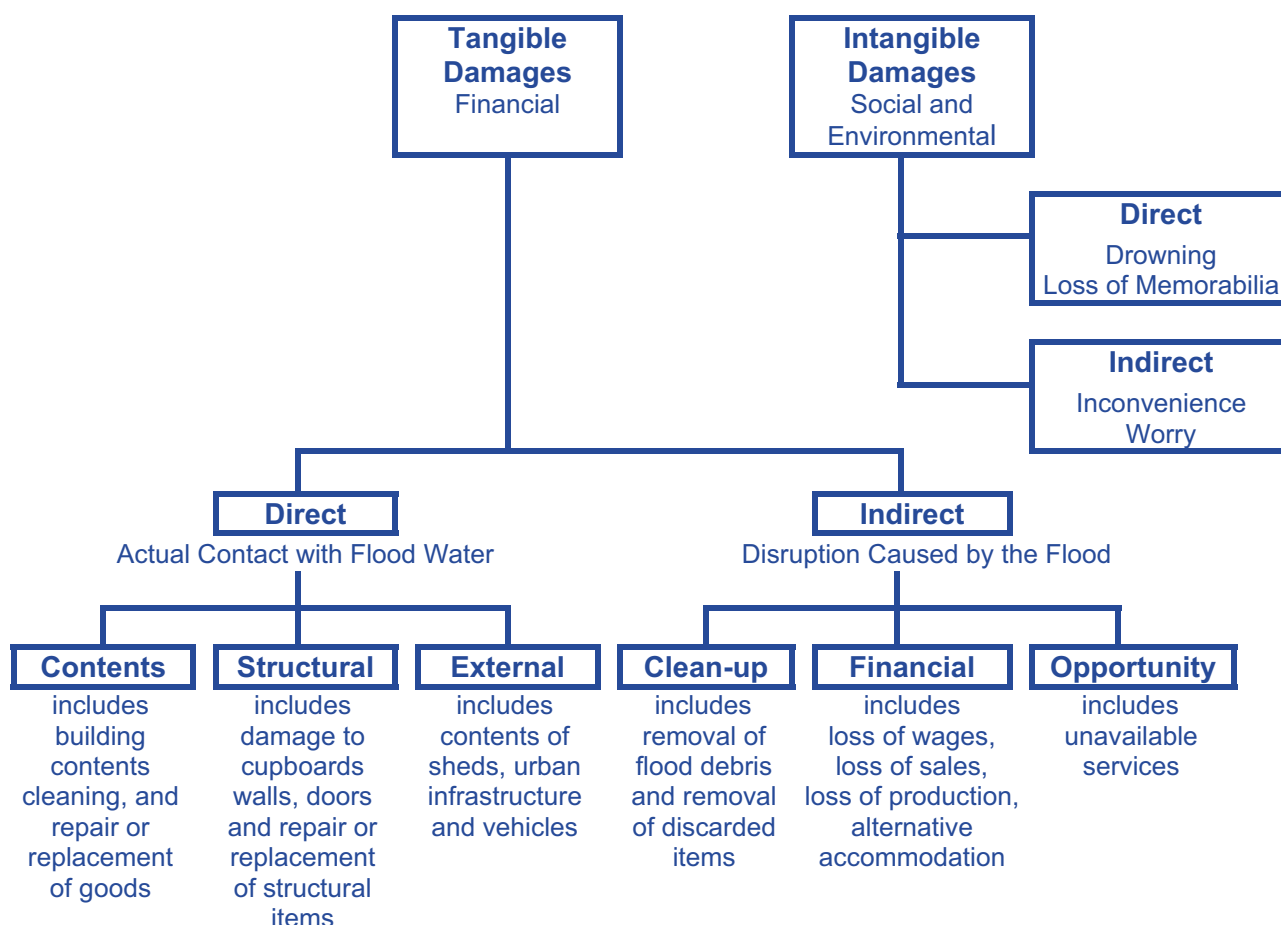 Tangible
Damages
Financial
Intangible
Damages
Social and
Environmental
Direct
Drowning
Loss of Memorabilia
Indirect
Inconvenience
Worry
Direct
Actual Contact with Flood Water
Indirect
Disruption Caused by the Flood
Contents
includes
building
contents
cleaning, and
repair or
replacement
of goods
Structural
includes
damage to
cupboards
walls, doors
and repair or
replacement
of structural
items
External
includes
contents of
sheds, urban
infrastructure
and vehicles
Clean-up
includes
removal of
flood debris
and removal
of discarded
items
Financial
includes
loss of wages,
loss of sales,
loss of production,
alternative
accommodation
Opportunity
includes
unavailable
services